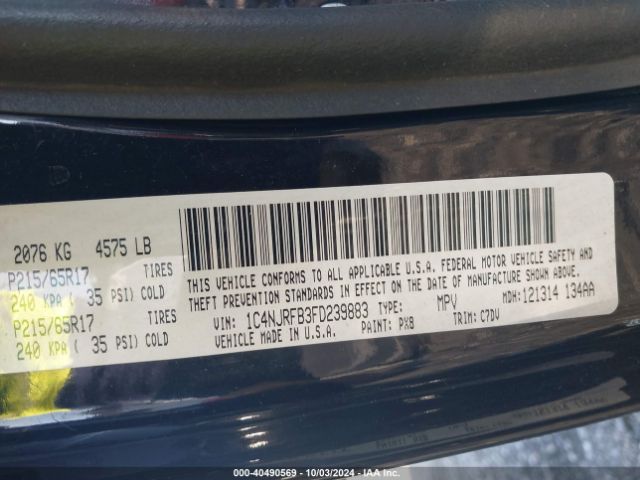 2076 KG 4575 LB
P215/65R17 TIRES
240 KPA ( 35 PSI) COLD
P215/65R17 TIRES
240 KPA ( 35 PSI) COLD
THIS VEHICLE CONFORMS TO ALL APPLICABLE U.S.A. FEDERAL MOTOR VEHICLE SAFETY AND
THEFT PREVENTION STANDARDS IN EFFECT ON THE DATE OF MANUFACTURE SHOWN ABOVE.
VIN: 1C4NJRFB3FD239883 TYPE: MPV MDH:121314 134AA
VEHICLE MADE IN U.S.A. PAINT: PX8 TRIM: C7DV
000-40490569 - 10/03/2024 - IAA Inc.